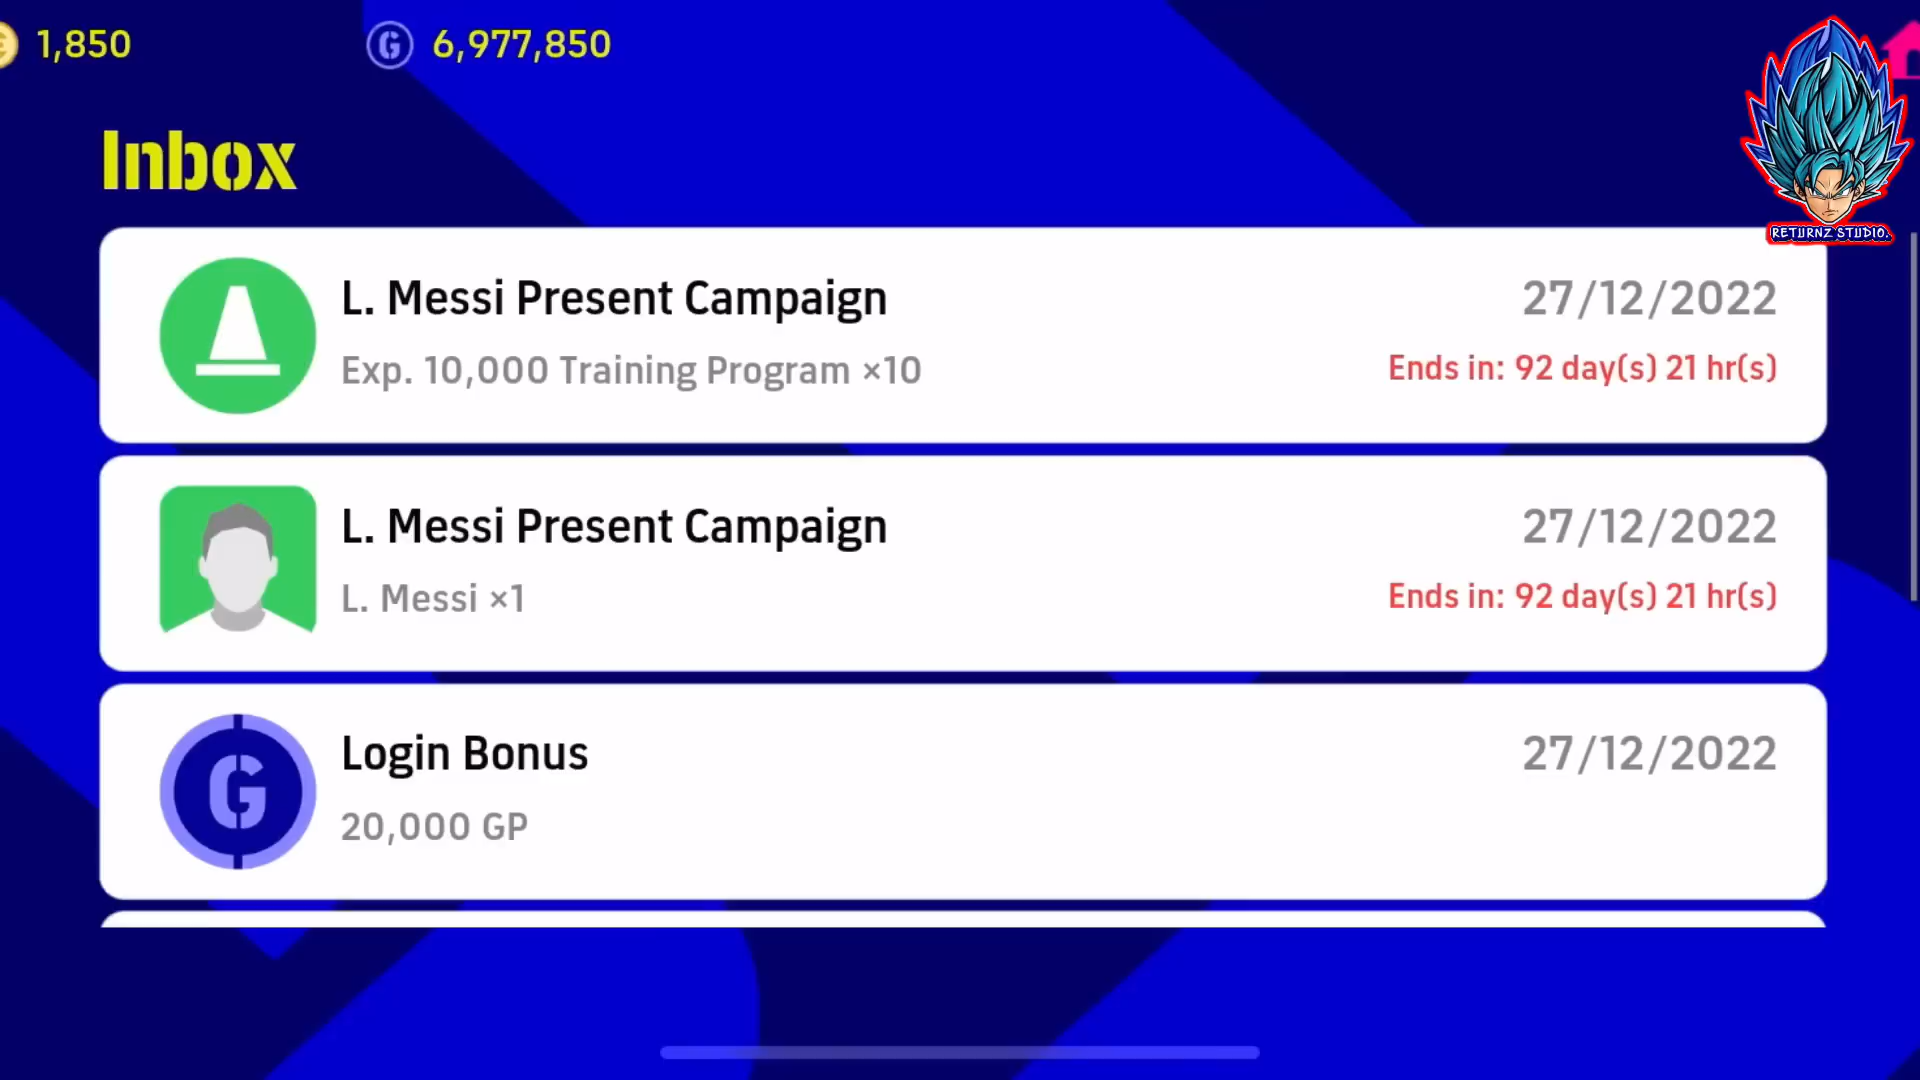 1,850
6,977,850
Inbox
RETURNZ STUDIO.
L. Messi Present Campaign
27/12/2022
Exp. 10,000 Training Program ×10
Ends in: 92 day(s) 21 hr(s)
L. Messi Present Campaign
27/12/2022
L. Messi ×1
Ends in: 92 day(s) 21 hr(s)
G
Login Bonus
27/12/2022
20,000 GP